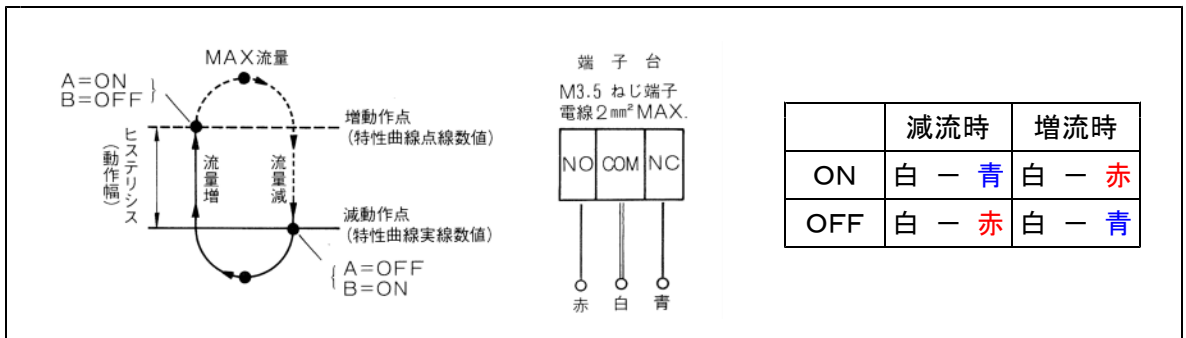 MAX流量
A=ON
B=OFF
増動作点
(特性曲線点線数値)
ヒステリシス
(動作幅)
流量増
流量減
減動作点
(特性曲線実線数値)
A=OFF
B=ON
端子台
M3.5 ねじ端子
電線2mm²MAX.
NO COM NC
赤 白 青
減流時 増流時
ON 白 － 青 白 － 赤
OFF 白 － 赤 白 － 青